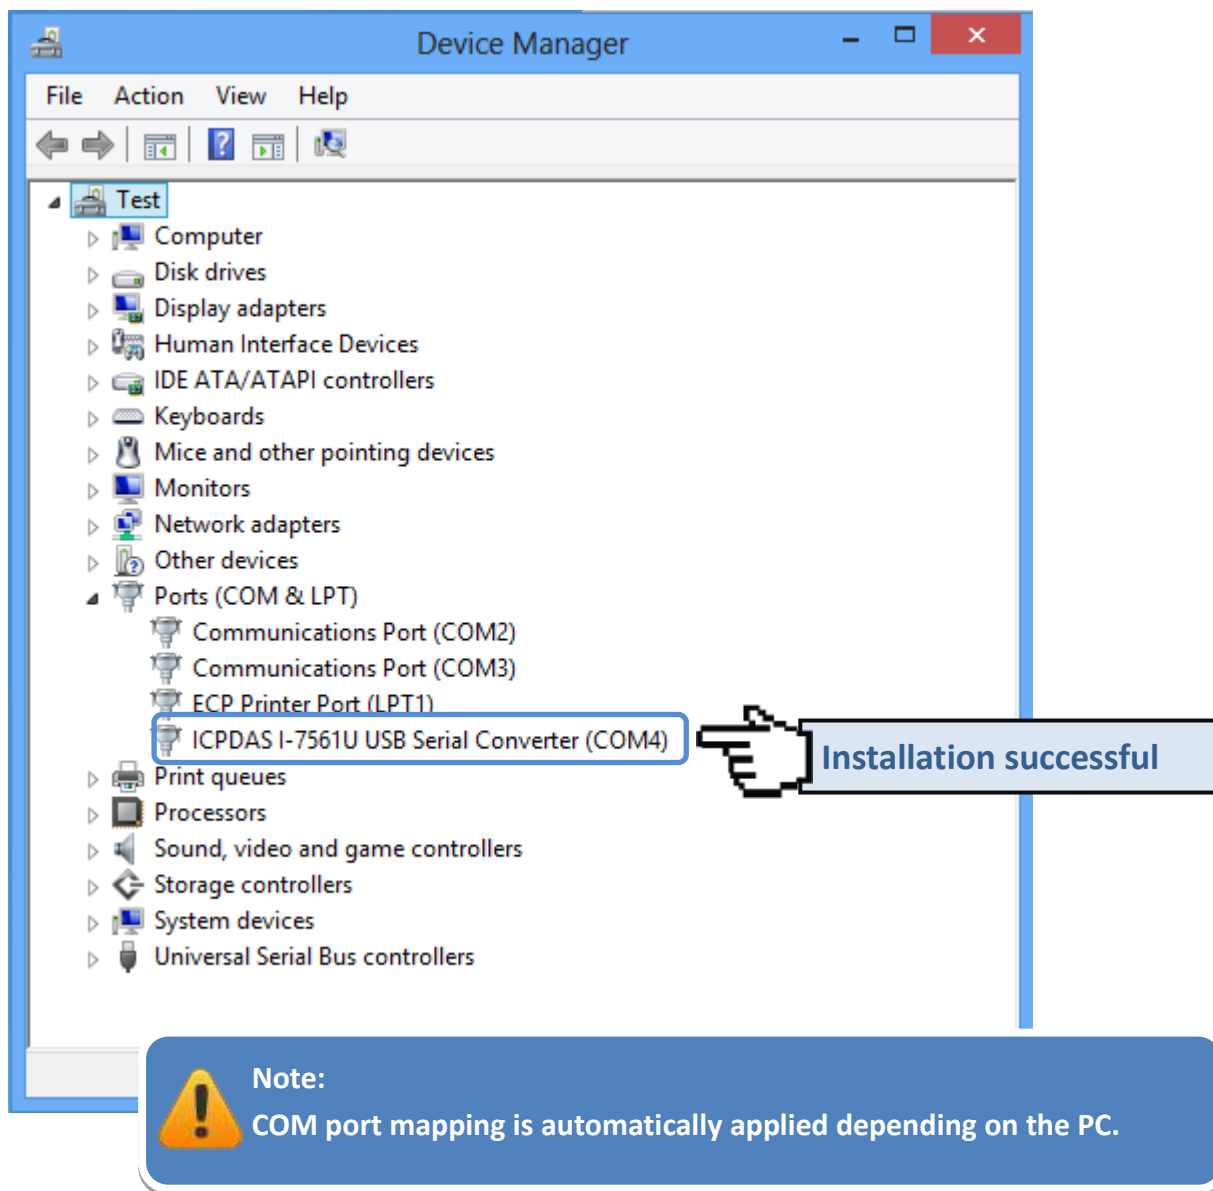 Device Manager
File Action View Help
Test
Computer
Disk drives
Display adapters
Human Interface Devices
IDE ATA/ATAPI controllers
Keyboards
Mice and other pointing devices
Monitors
Network adapters
Other devices
Ports (COM & LPT)
Communications Port (COM2)
Communications Port (COM3)
ECP Printer Port (LPT1)
ICPDAS I-7561U USB Serial Converter (COM4)
Installation successful
Print queues
Processors
Sound, video and game controllers
Storage controllers
System devices
Universal Serial Bus controllers
Note:
COM port mapping is automatically applied depending on the PC.